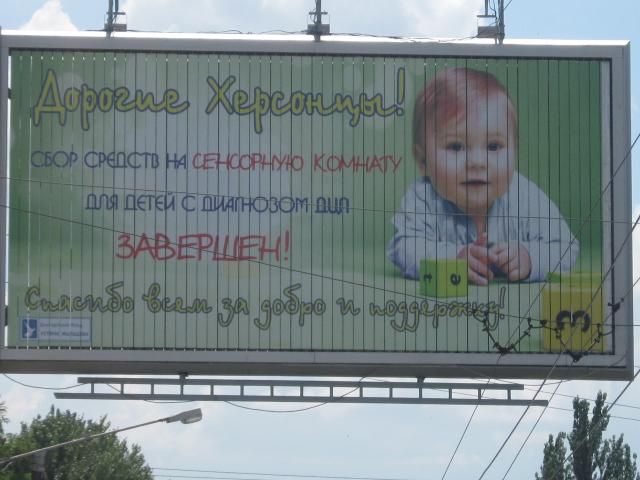 Дорогие Херсонцы!
СБОР СРЕДСТВ НА СЕНСОРНУЮ КОМНАТУ
ДЛЯ ДЕТЕЙ С ДИАГНОЗОМ ДЦП
ЗАВЕРШЕН!
Спасибо всем за добро и поддержку!
е
З